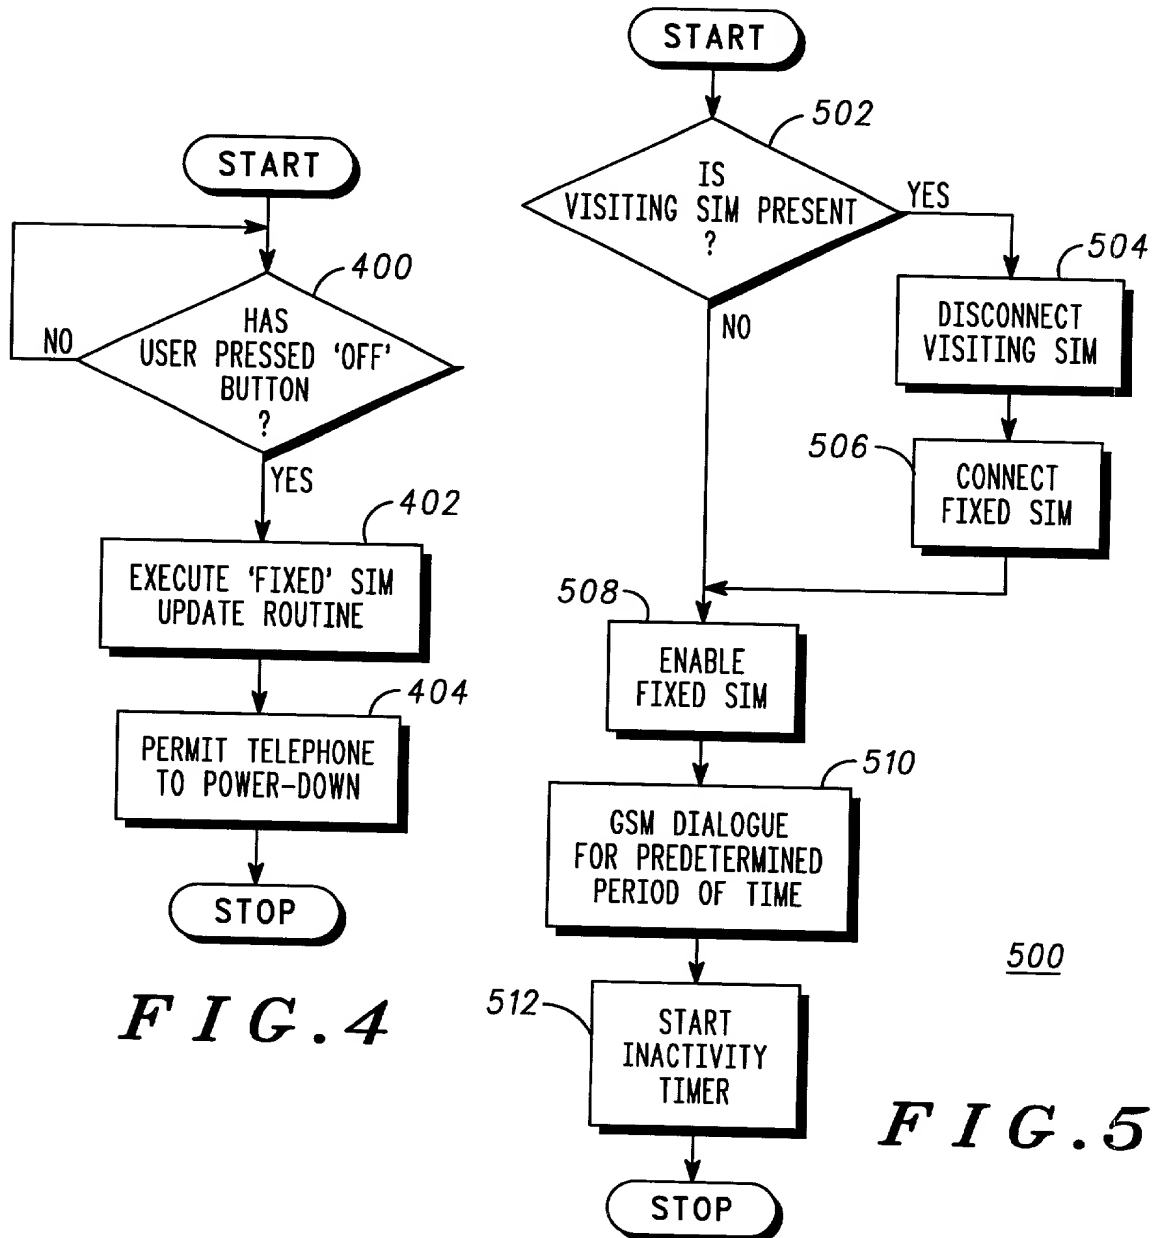 START
400
HAS
USER PRESSED 'OFF'
BUTTON
?
NO
YES
402
EXECUTE 'FIXED' SIM
UPDATE ROUTINE
404
PERMIT TELEPHONE
TO POWER-DOWN
STOP
FIG.4
START
502
IS
VISITING SIM PRESENT
?
YES
NO
504
DISCONNECT
VISITING SIM
506
CONNECT
FIXED SIM
508
ENABLE
FIXED SIM
510
GSM DIALOGUE
FOR PREDETERMINED
PERIOD OF TIME
512
START
INACTIVITY
TIMER
STOP
500
FIG.5